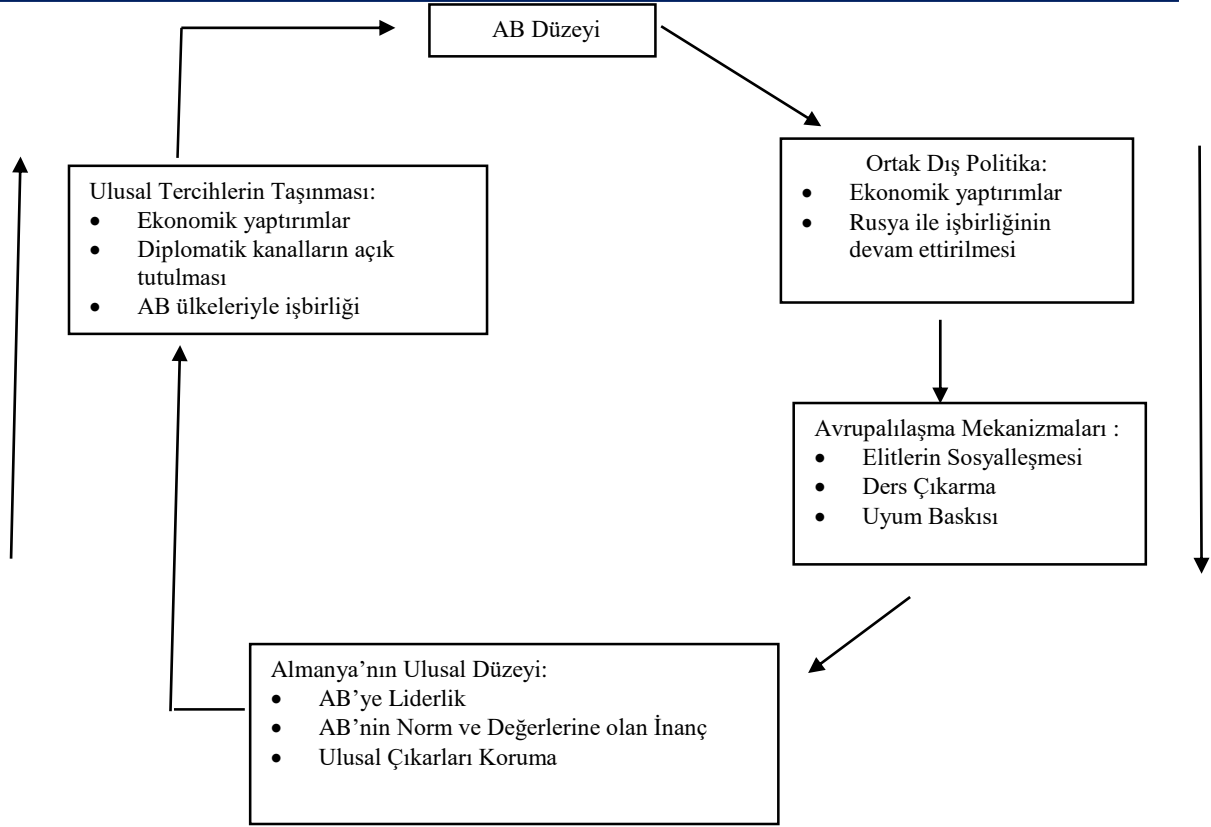 AB Düzeyi
Ulusal Tercihlerin Taşınması:
• Ekonomik yaptırımlar
• Diplomatik kanalların açık
tutulması
• AB ülkeleriyle işbirliği
Ortak Dış Politika:
• Ekonomik yaptırımlar
• Rusya ile işbirliğinin
devam ettirilmesi
Avrupalılaşma Mekanizmaları :
• Elitlerin Sosyalleşmesi
• Ders Çıkarma
• Uyum Baskısı
Almanya’nın Ulusal Düzeyi:
• AB’ye Liderlik
• AB’nin Norm ve Değerlerine olan İnanç
• Ulusal Çıkarları Koruma